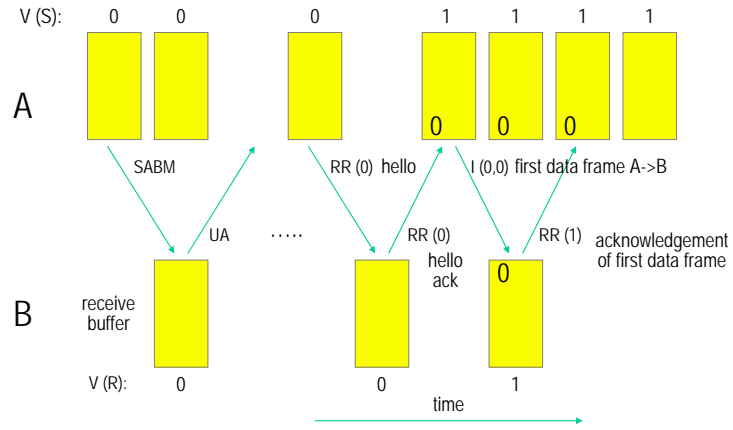 V (S): 0 0 0 1 1 1 1
A
0 0 0
SABM
RR (0) hello
I (0,0) first data frame A->B
UA
.....
RR (0)
hello
ack
RR (1)
acknowledgement
of first data frame
0
B
receive
buffer
V (R): 0 0 1
time